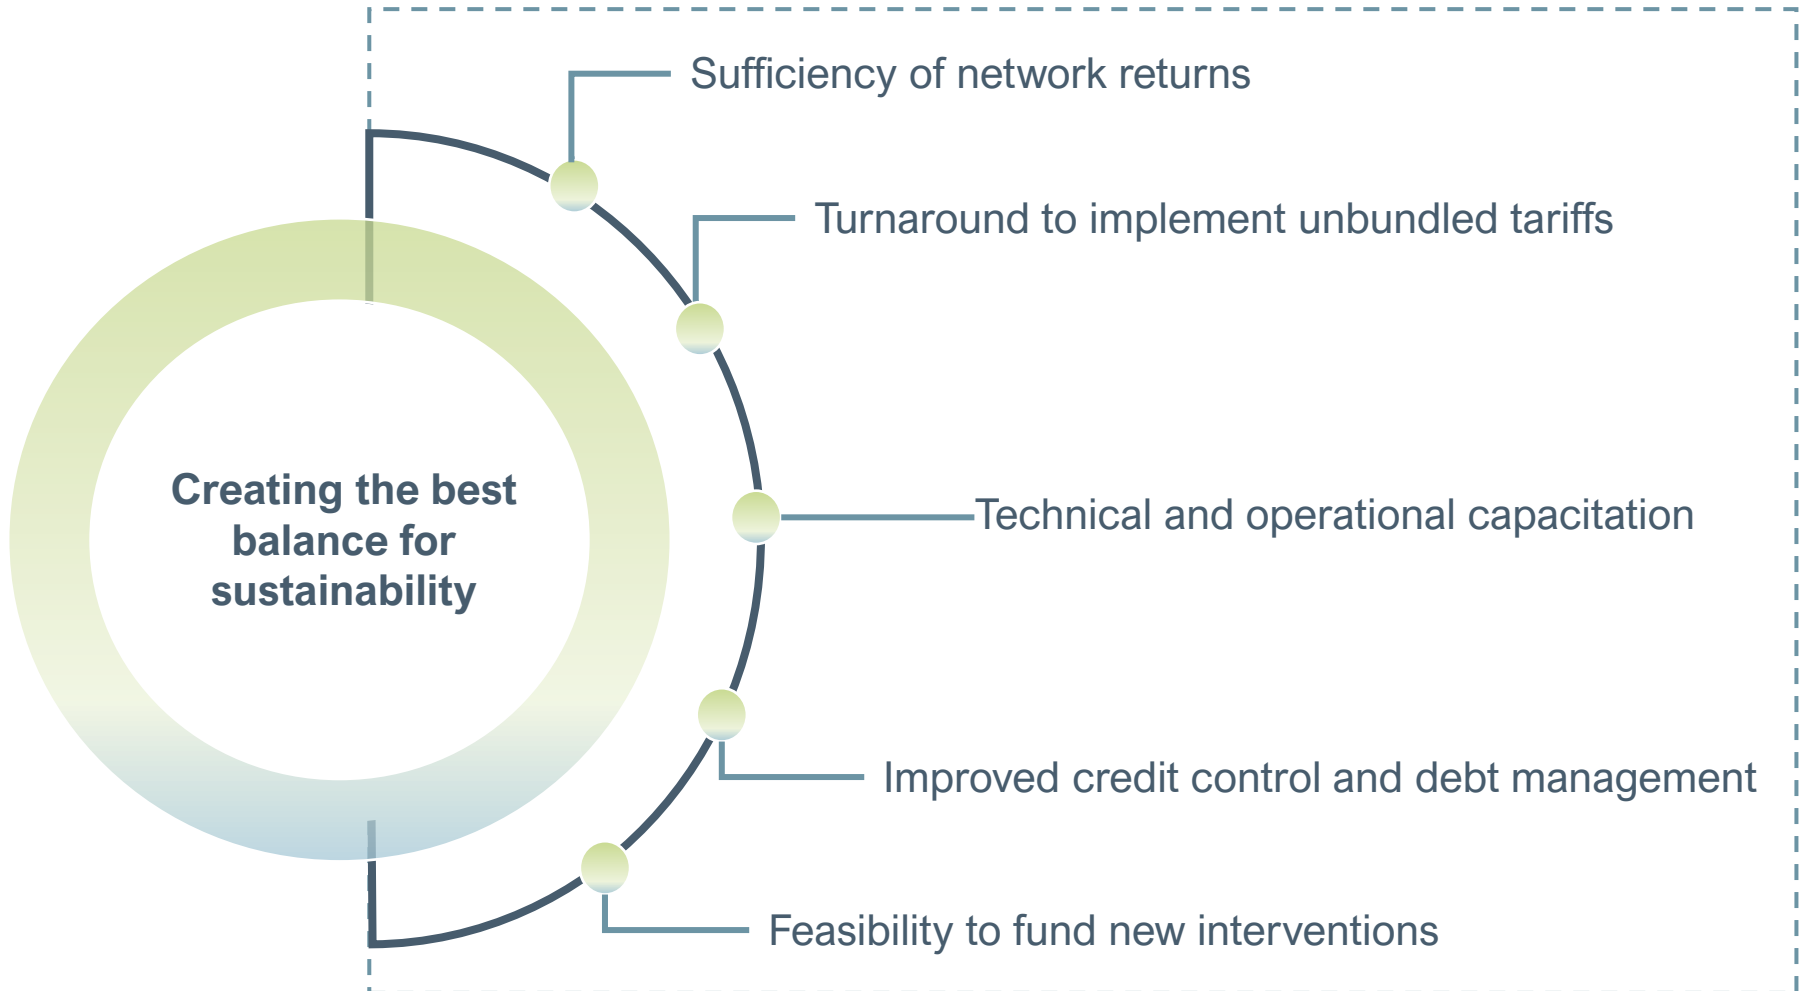 Sufficiency of network returns
Turnaround to implement unbundled tariffs
Creating the best
balance for
sustainability
Technical and operational capacitation
Improved credit control and debt management
Feasibility to fund new interventions